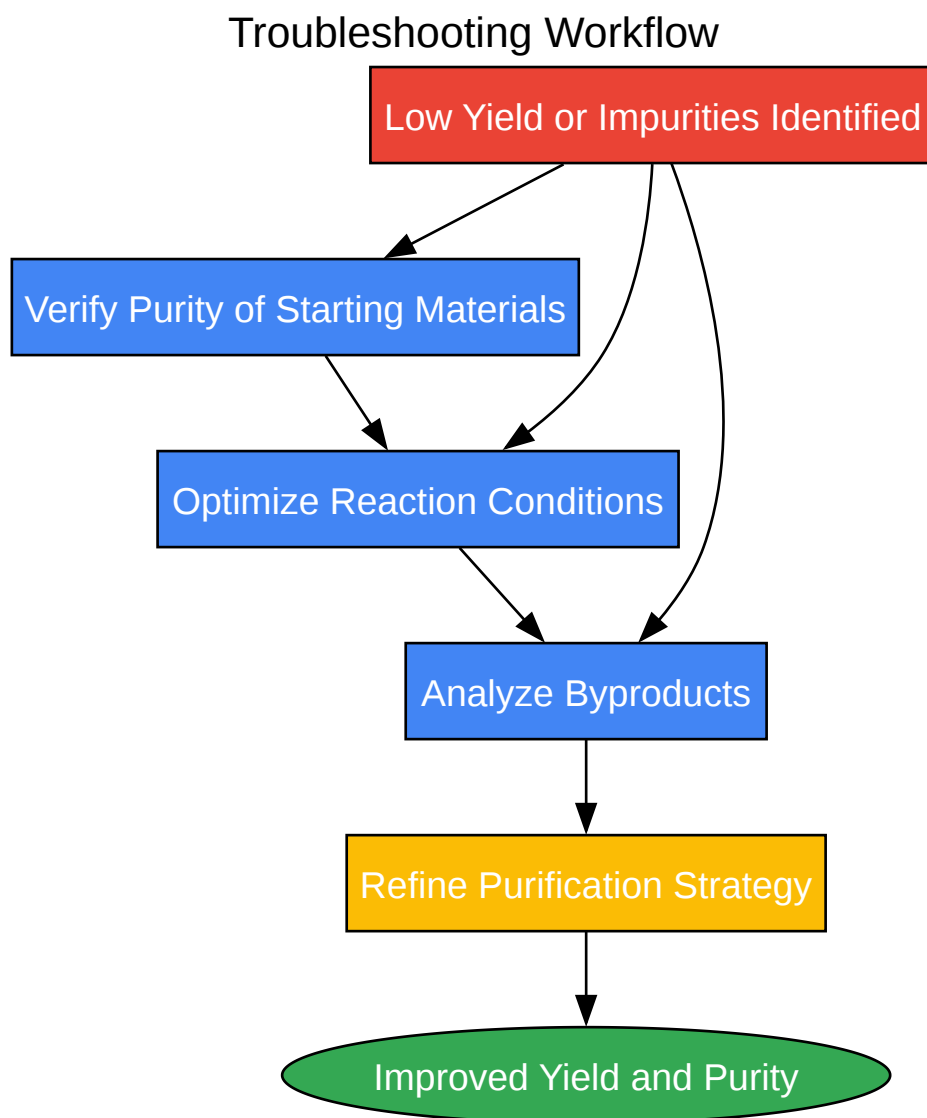 Troubleshooting Workflow
Low Yield or Impurities Identified
Verify Purity of Starting Materials
Optimize Reaction Conditions
Analyze Byproducts
Refine Purification Strategy
Improved Yield and Purity